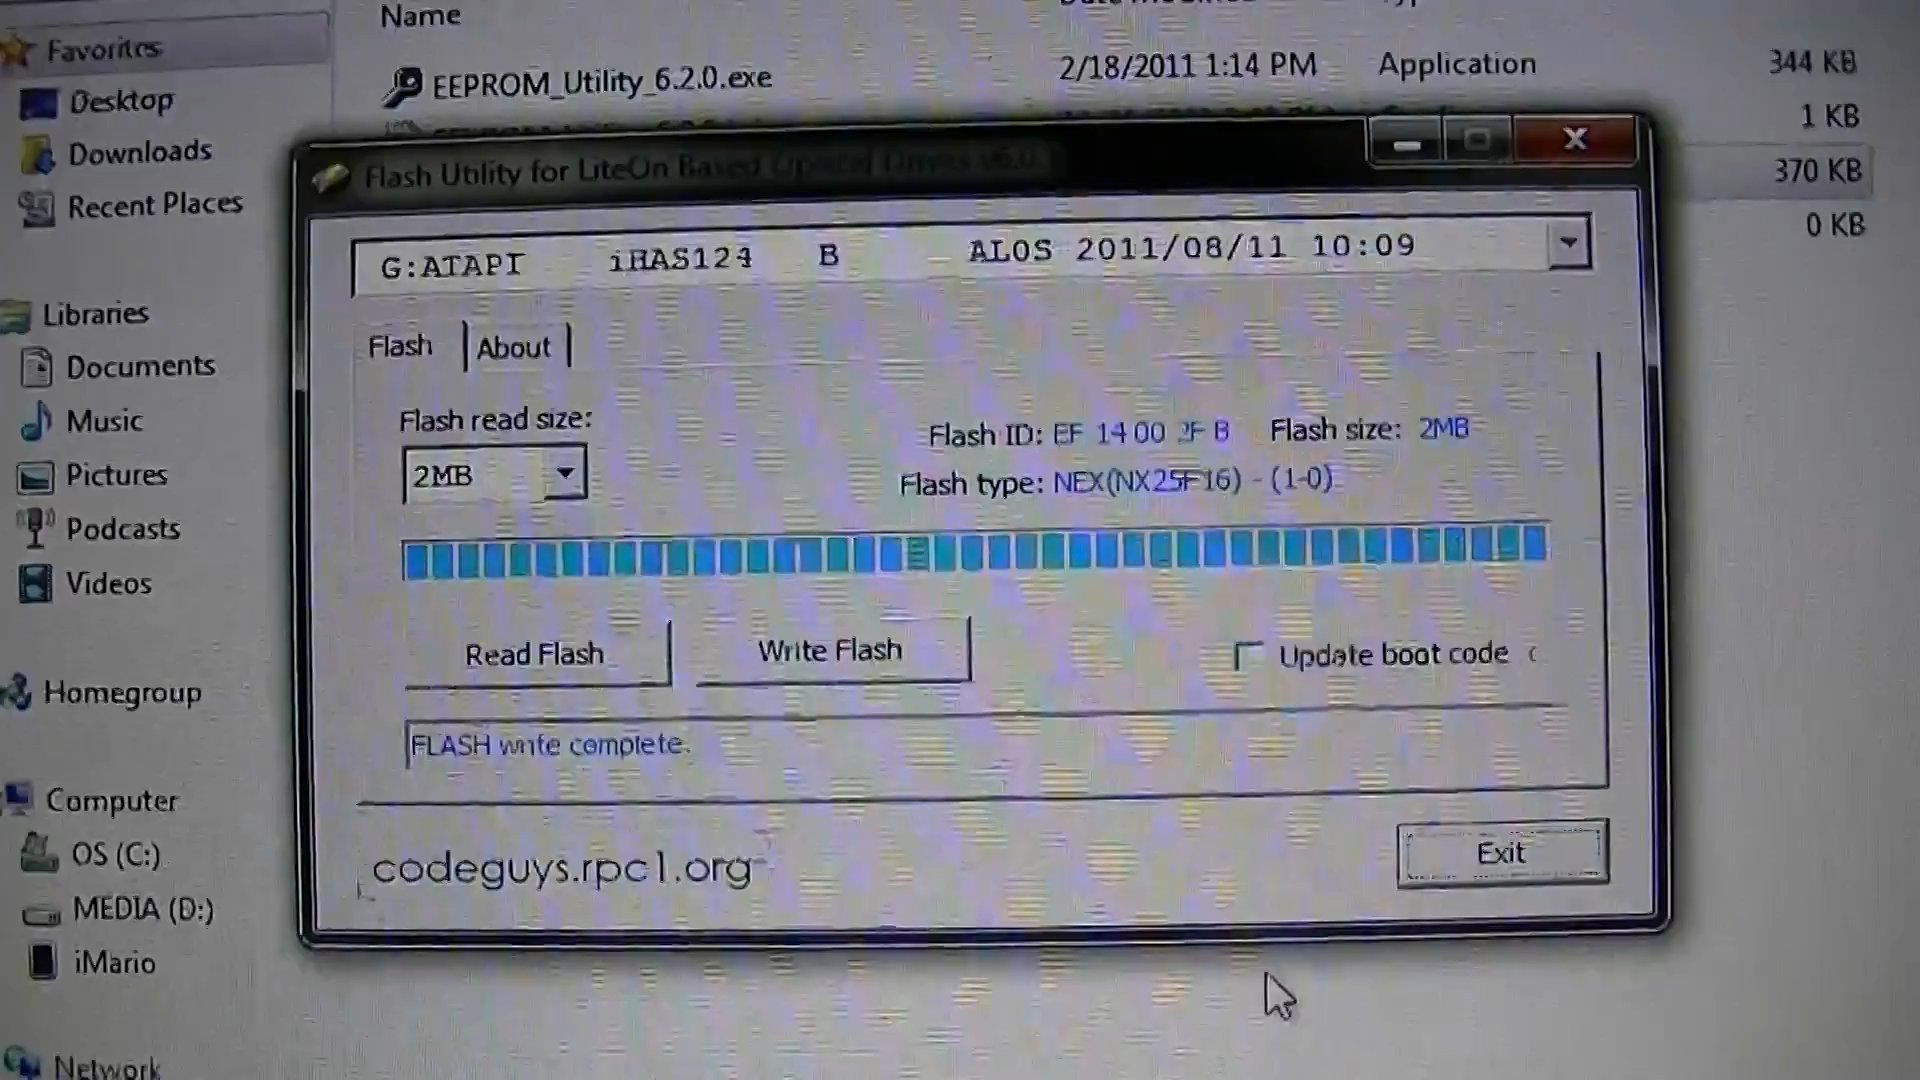 Name
Favorites
Desktop
Downloads
Recent Places
Libraries
Documents
Music
Pictures
Podcasts
Videos
Homegroup
Computer
OS (C:)
MEDIA (D:)
iMario
Network
EEPROM_Utility_6.2.0.exe 2/18/2011 1:14 PM Application 344 KB
1 KB
370 KB
0 KB
Flash Utility for LiteOn Based Optical Drives
G:ATAPI iHAS124 B AL0S 2011/08/11 10:09
Flash About
Flash read size:
2MB
Flash ID: EF 14 00 Flash size: 2MB
Flash type: NEX(NX25F16) - (1-0)
Read Flash Write Flash Update boot code
FLASH write complete.
codeguys.rpc1.org
Exit